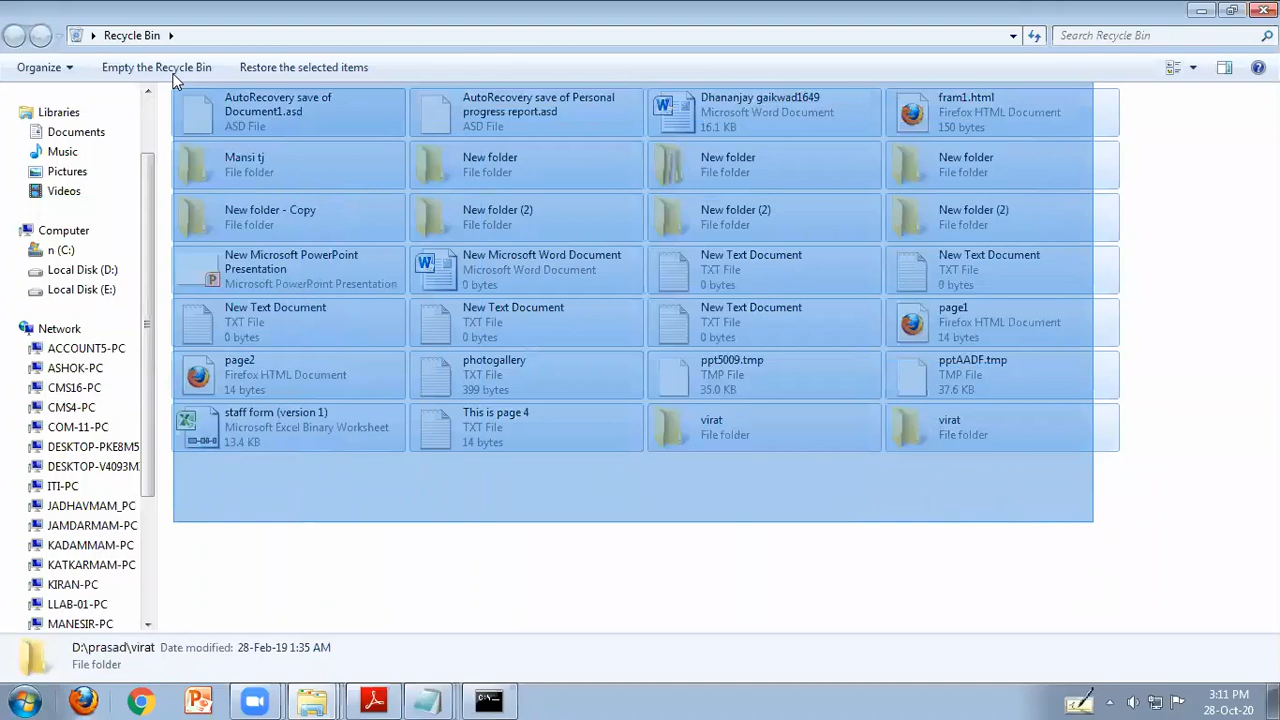 Recycle Bin
Search Recycle Bin
Organize
Empty the Recycle Bin
Restore the selected items
Libraries
Documents
Music
Pictures
Videos
Computer
n (C:)
Local Disk (D:)
Local Disk (E:)
Network
ACCOUNT5-PC
ASHOK-PC
CMS16-PC
CMS4-PC
COM-11-PC
DESKTOP-PKE8M5
DESKTOP-V4093M
ITI-PC
JADHAVMAM_PC
JAMDARMAM-PC
KADAMMAM-PC
KATKARMAM-PC
KIRAN-PC
LLAB-01-PC
MANESIR-PC
AutoRecovery save of
Document1.asd
ASD File
AutoRecovery save of Personal
progress report.asd
ASD File
Dhananjay gaikwad1649
Microsoft Word Document
16.1 KB
fram1.html
Firefox HTML Document
150 bytes
Mansi tj
File folder
New folder
File folder
New folder
File folder
New folder
File folder
New folder - Copy
File folder
New folder (2)
File folder
New folder (2)
File folder
New folder (2)
File folder
New Microsoft PowerPoint
Presentation
Microsoft PowerPoint Presentation
New Microsoft Word Document
Microsoft Word Document
0 bytes
New Text Document
TXT File
0 bytes
New Text Document
TXT File
0 bytes
New Text Document
TXT File
0 bytes
New Text Document
TXT File
0 bytes
New Text Document
TXT File
0 bytes
page1
Firefox HTML Document
14 bytes
page2
Firefox HTML Document
14 bytes
photogallery
TXT File
399 bytes
ppt5009.tmp
TMP File
35.0 KB
pptAADF.tmp
TMP File
37.6 KB
staff form (version 1)
Microsoft Excel Binary Worksheet
13.4 KB
This is page 4
TXT File
14 bytes
virat
File folder
virat
File folder
D:\prasad\virat Date modified: 28-Feb-19 1:35 AM
File folder
3:11 PM
28-Oct-20